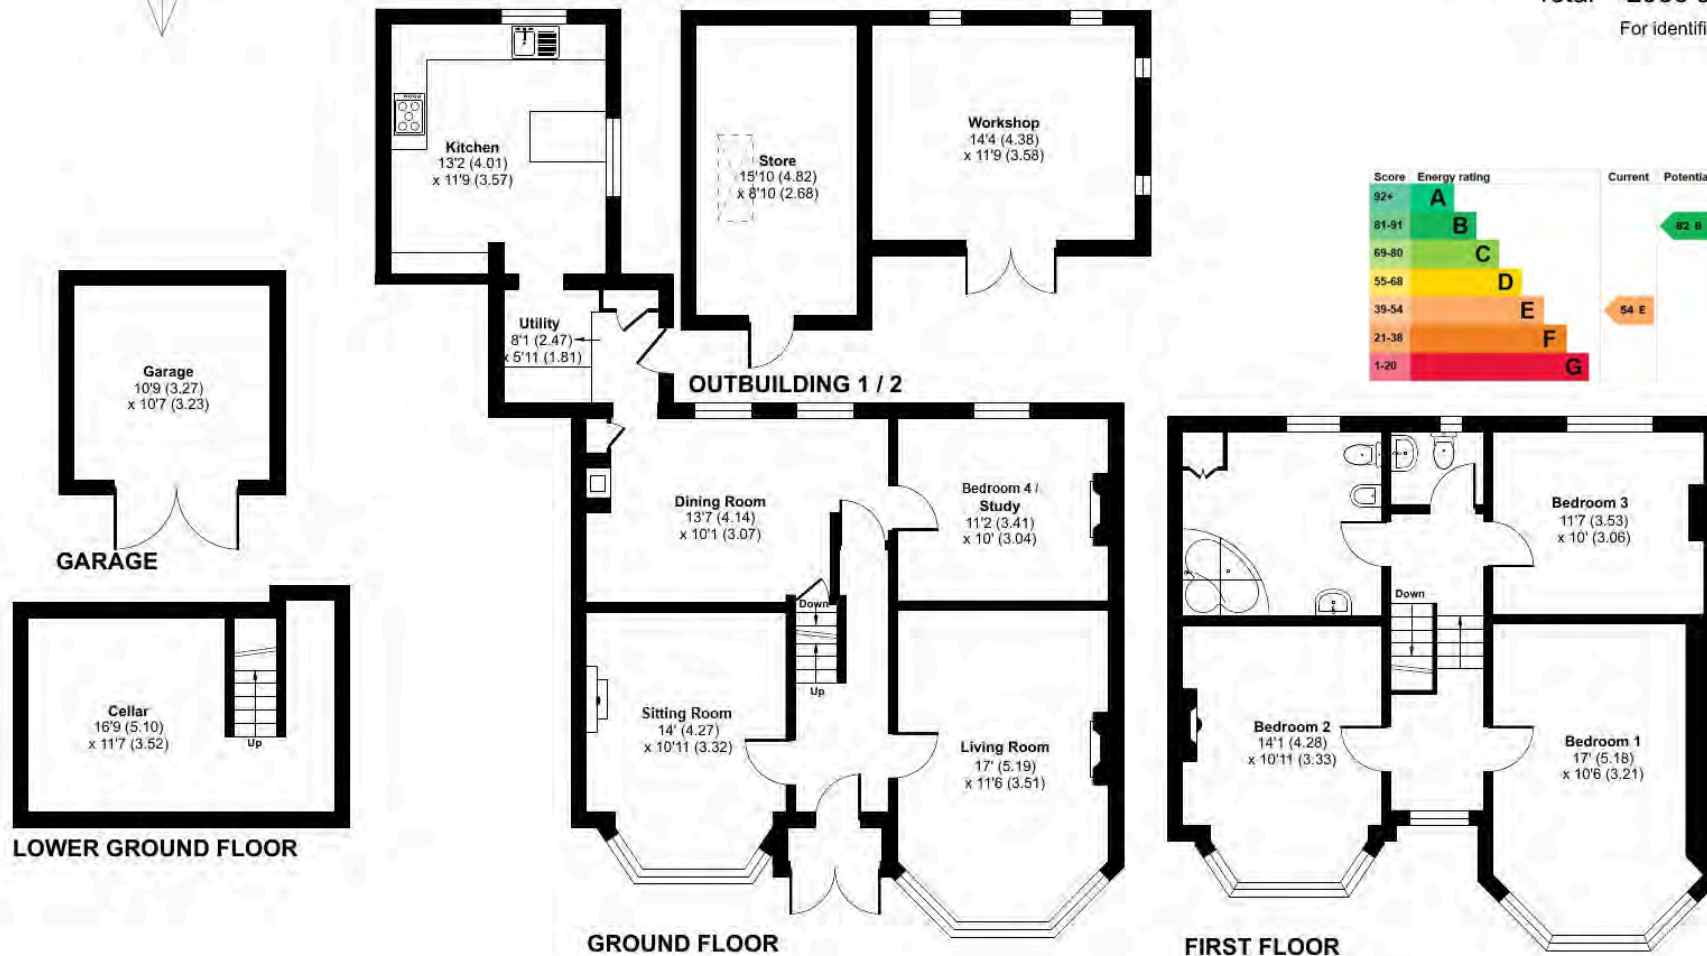 For identifi
Kitchen
13'2 (4.01)
x 11'9 (3.57)
Store
15'10 (4.82)
x 8'10 (2.68)
Workshop
14'4 (4.38)
x 11'9 (3.58)
Score Energy rating Current Potentia
92+ A
81-91 B 82 B
69-80 C
55-68 D
39-54 E 54 E
21-38 F
1-20 G
Utility
8'1 (2.47)
x 5'11 (1.81)
OUTBUILDING 1 / 2
Garage
10'9 (3.27)
x 10'7 (3.23)
GARAGE
Cellar
16'9 (5.10)
x 11'7 (3.52)
Up
LOWER GROUND FLOOR
Dining Room
13'7 (4.14)
x 10'1 (3.07)
Bedroom 4 /
Study
11'2 (3.41)
x 10' (3.04)
Down
Up
Sitting Room
14' (4.27)
x 10'11 (3.32)
Living Room
17' (5.19)
x 11'6 (3.51)
GROUND FLOOR
Bedroom 3
11'7 (3.53)
x 10' (3.06)
Down
Bedroom 2
14'1 (4.28)
x 10'11 (3.33)
Bedroom 1
17' (5.18)
x 10'6 (3.21)
FIRST FLOOR